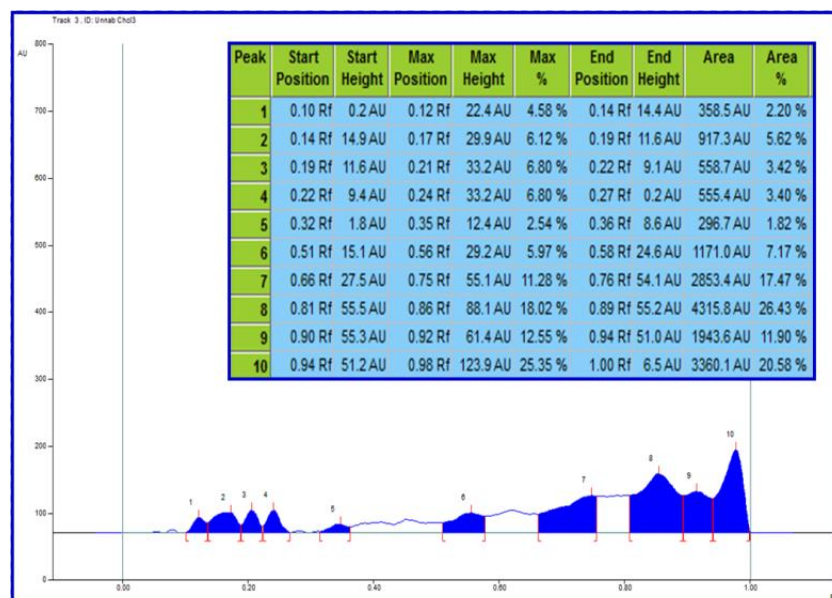 Track 3 , ID: Unnab Chcl3
AU
800
700
600
500
400
300
200
100
0
Peak Start Position Start Height Max Position Max Height Max % End Position End Height Area Area %
1 0.10 Rf 0.2 AU 0.12 Rf 22.4 AU 4.58 % 0.14 Rf 14.4 AU 358.5 AU 2.20 %
2 0.14 Rf 14.9 AU 0.17 Rf 29.9 AU 6.12 % 0.19 Rf 11.6 AU 917.3 AU 5.62 %
3 0.19 Rf 11.6 AU 0.21 Rf 33.2 AU 6.80 % 0.22 Rf 9.1 AU 558.7 AU 3.42 %
4 0.22 Rf 9.4 AU 0.24 Rf 33.2 AU 6.80 % 0.27 Rf 0.2 AU 555.4 AU 3.40 %
5 0.32 Rf 1.8 AU 0.35 Rf 12.4 AU 2.54 % 0.36 Rf 8.6 AU 296.7 AU 1.82 %
6 0.51 Rf 15.1 AU 0.56 Rf 29.2 AU 5.97 % 0.58 Rf 24.6 AU 1171.0 AU 7.17 %
7 0.66 Rf 27.5 AU 0.75 Rf 55.1 AU 11.28 % 0.76 Rf 54.1 AU 2853.4 AU 17.47 %
8 0.81 Rf 55.5 AU 0.86 Rf 88.1 AU 18.02 % 0.89 Rf 55.2 AU 4315.8 AU 26.43 %
9 0.90 Rf 55.3 AU 0.92 Rf 61.4 AU 12.55 % 0.94 Rf 51.0 AU 1943.6 AU 11.90 %
10 0.94 Rf 51.2 AU 0.98 Rf 123.9 AU 25.35 % 1.00 Rf 6.5 AU 3360.1 AU 20.58 %
1 2 3 4 5 6 7 8 9 10
0.00 0.20 0.40 0.60 0.80 1.00